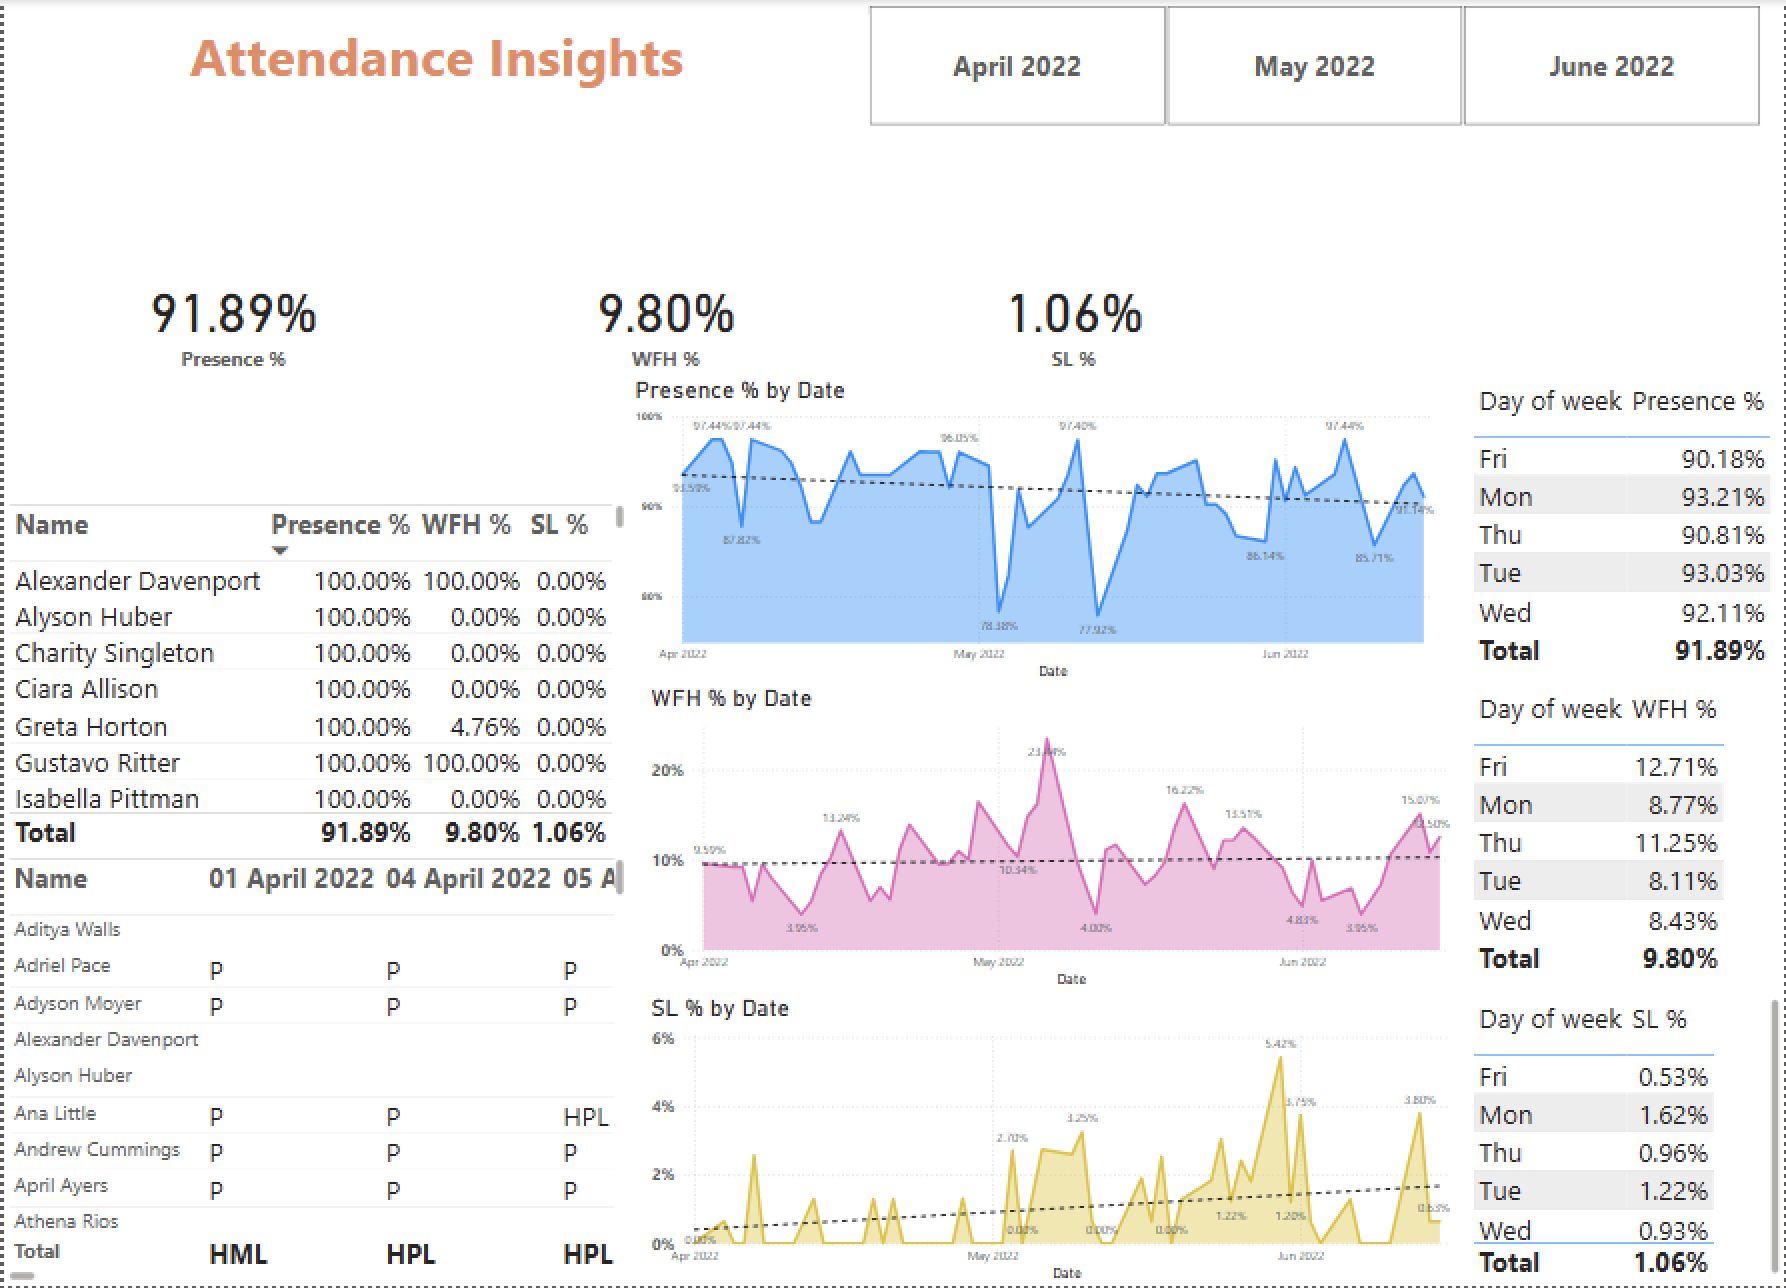 Attendance Insights
April 2022
May 2022
June 2022
91.89%
Presence %
9.80%
WFH %
1.06%
SL %
Name Presence % WFH % SL %
Alexander Davenport 100.00% 100.00% 0.00%
Alyson Huber 100.00% 0.00% 0.00%
Charity Singleton 100.00% 0.00% 0.00%
Ciara Allison 100.00% 0.00% 0.00%
Greta Horton 100.00% 4.76% 0.00%
Gustavo Ritter 100.00% 100.00% 0.00%
Isabella Pittman 100.00% 0.00% 0.00%
Total 91.89% 9.80% 1.06%
Name 01 April 2022 04 April 2022 05 A
Aditya Walls
Adriel Pace P P P
Adyson Moyer P P P
Alexander Davenport
Alyson Huber
Ana Little P P HPL
Andrew Cummings P P P
April Ayers P P P
Athena Rios
Total HML HPL HPL
Presence % by Date
100%
90%
80%
97.44% 97.44% 96.05% 97.40% 97.44%
93.59% 87.82% 78.38% 77.92% 86.14% 85.71% 91.14%
Apr 2022 May 2022 Jun 2022
Date
WFH % by Date
20%
10%
0%
9.59% 3.95% 13.24% 10.34% 4.00% 16.22% 13.51% 4.83% 3.95% 15.07%
Apr 2022 May 2022 Jun 2022
Date
SL % by Date
6%
4%
2%
0%
0.00% 2.70% 0.00% 3.25% 0.00% 0.00% 1.22% 5.42% 1.20% 3.75% 3.80% 0.63%
Apr 2022 May 2022 Jun 2022
Date
Day of week Presence %
Fri 90.18%
Mon 93.21%
Thu 90.81%
Tue 93.03%
Wed 92.11%
Total 91.89%
Day of week WFH %
Fri 12.71%
Mon 8.77%
Thu 11.25%
Tue 8.11%
Wed 8.43%
Total 9.80%
Day of week SL %
Fri 0.53%
Mon 1.62%
Thu 0.96%
Tue 1.22%
Wed 0.93%
Total 1.06%